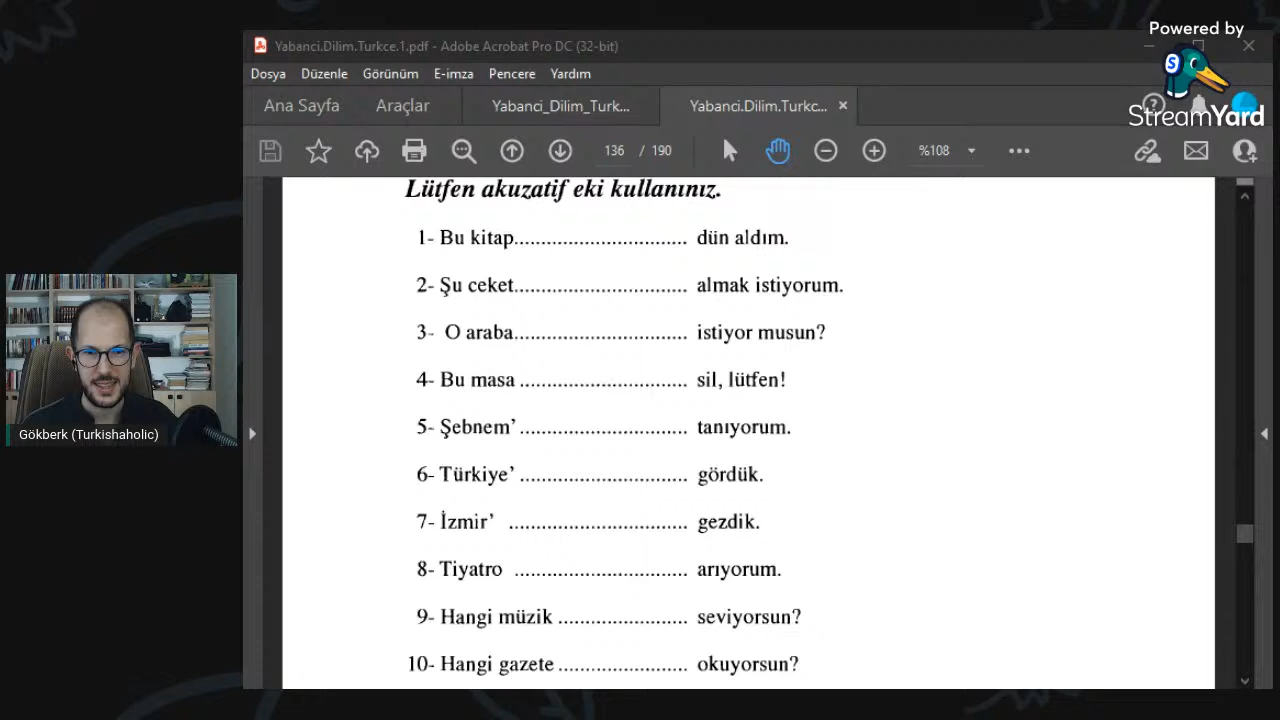 Powered by
StreamYard
Yabanci.Dilim.Turkce.1.pdf - Adobe Acrobat Pro DC (32-bit)
Dosya Düzenle Görünüm E-imza Pencere Yardım
Ana Sayfa Araçlar Yabanci_Dilim_Turk... Yabanci.Dilim.Turkc... ×
136 / 190 %108
Lütfen akuzatif eki kullanınız.
1- Bu kitap................................. dün aldım.
2- Şu ceket................................. almak istiyorum.
3- O araba................................. istiyor musun?
4- Bu masa ................................ sil, lütfen!
5- Şebnem’ ................................ tanıyorum.
6- Türkiye’ ................................ gördük.
7- İzmir’ .................................. gezdik.
8- Tiyatro ................................. arıyorum.
9- Hangi müzik ......................... seviyorsun?
10- Hangi gazete ......................... okuyorsun?
Gökberk (Turkishaholic)